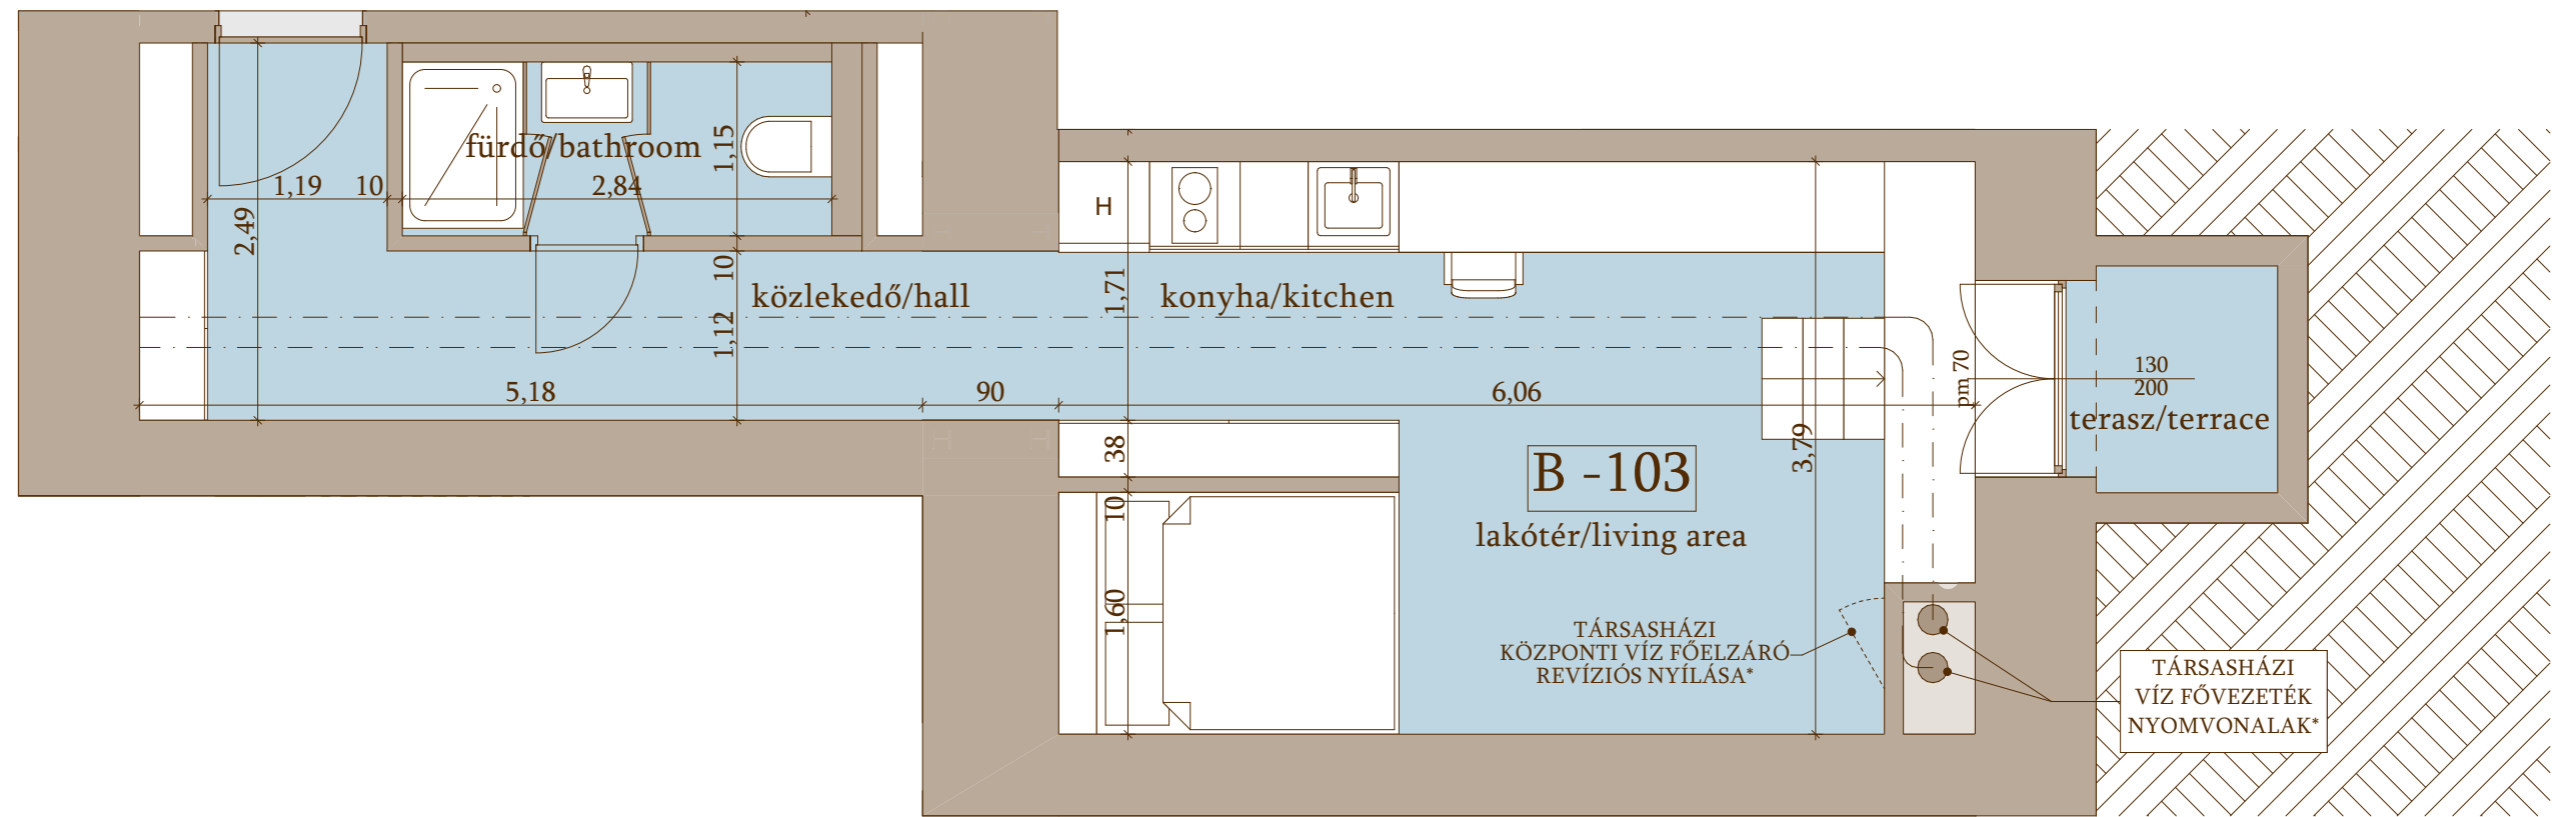 fürdő/bathroom
1,15
1,19
10
2,84
2,49
H
10
közlekedő/hall
1,71
konyha/kitchen
1,12
pm 70
130
200
5,18
90
6,06
terasz/terrace
38
3,79
B -103
10
lakótér/living area
1,60
TÁRSASHÁZI
KÖZPONTI VÍZ FŐELZÁRÓ
REVÍZIÓS NYÍLÁSA*
TÁRSASHÁZI
VÍZ FŐVEZETÉK
NYOMVONALAK*